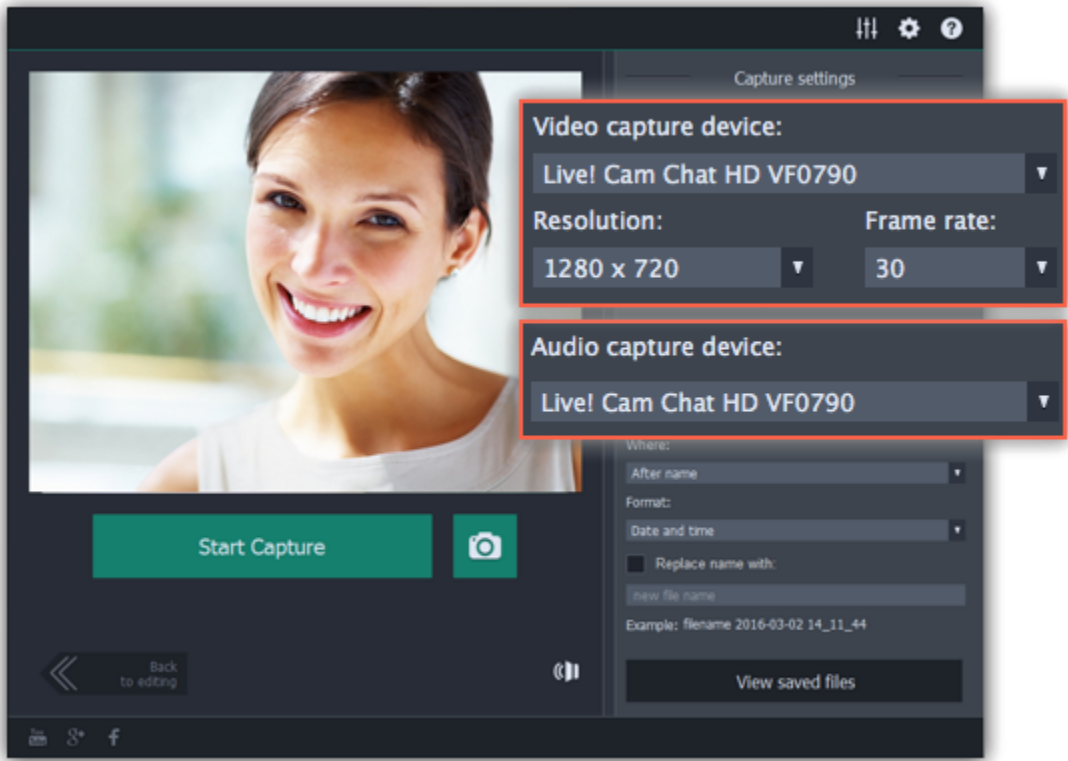 Capture settings
Video capture device:
Live! Cam Chat HD VF0790
Resolution:
Frame rate:
1280 x 720
30
Audio capture device:
Live! Cam Chat HD VF0790
Where:
After name
Format:
Date and time
Replace name with:
new file name
Example: filename 2016-03-02 14_11_44
View saved files
Start Capture
Back
to editing